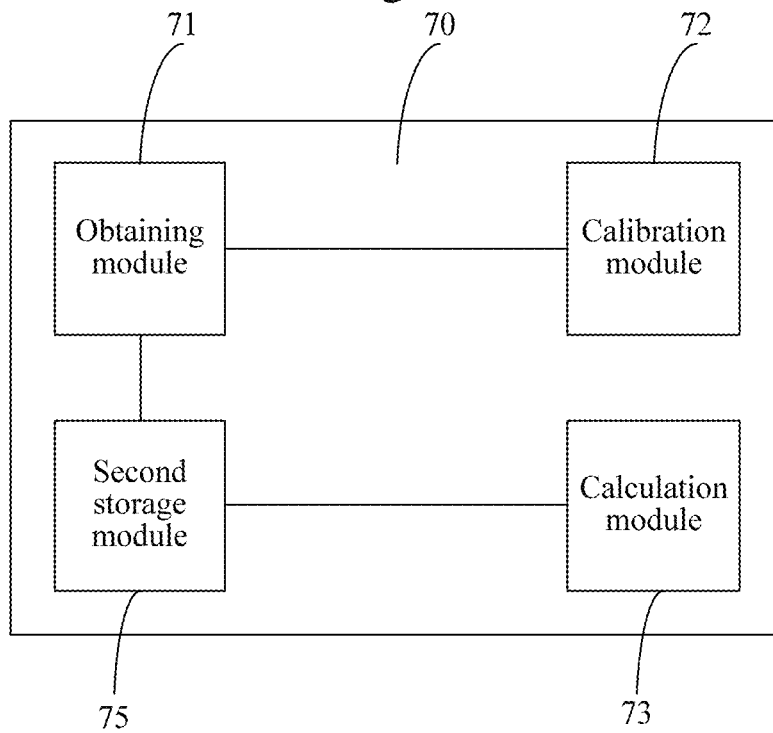 71
70
72
Obtaining
module
Calibration
module
Second
storage
module
Calculation
module
75
73